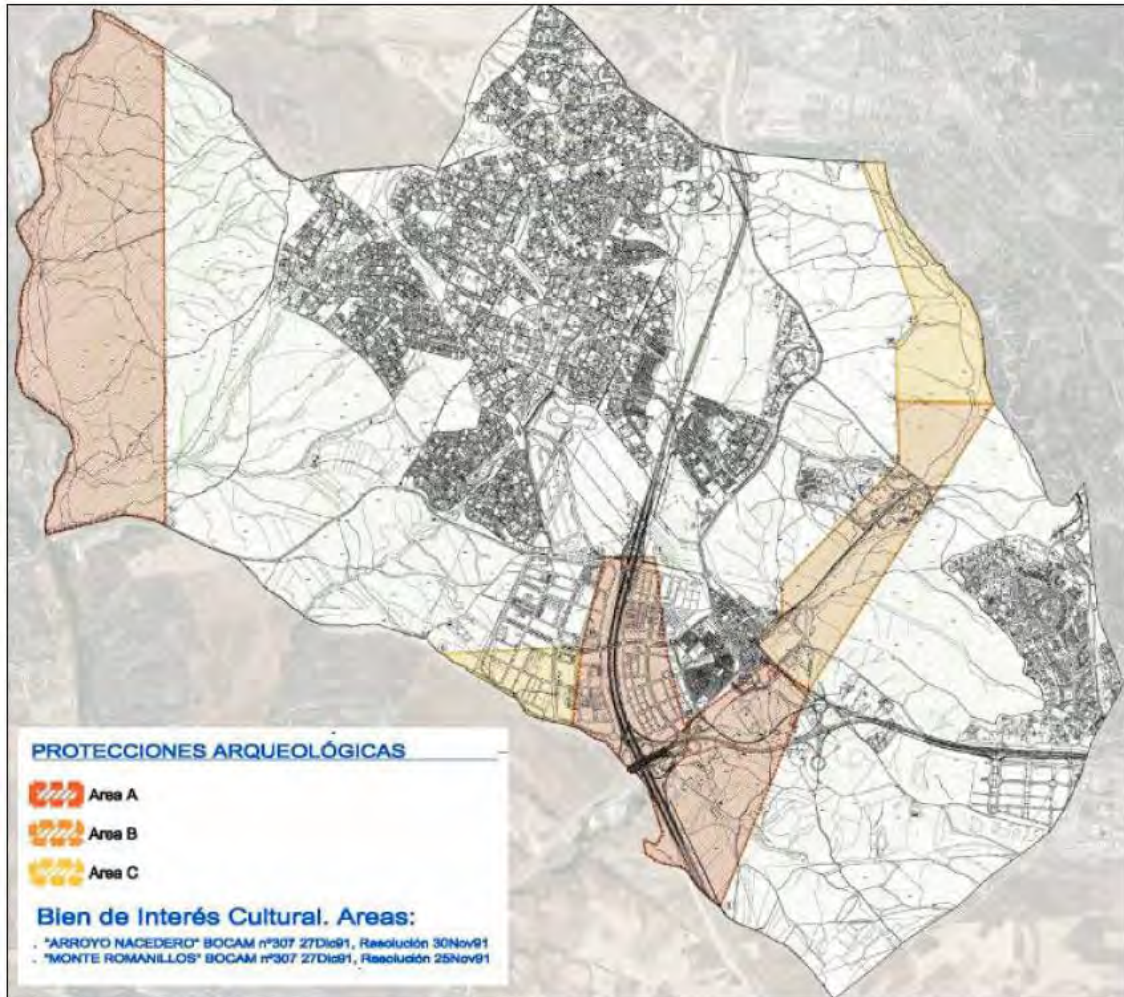 PROTECCIONES ARQUEOLÓGICAS
Area A
Area B
Area C
Bien de Interés Cultural. Areas:
. "ARROYO NACEDERO" BOCAM nº307 27Dic91, Resolución 30Nov91
. "MONTE ROMANILLOS" BOCAM nº307 27Dic91, Resolución 25Nov91